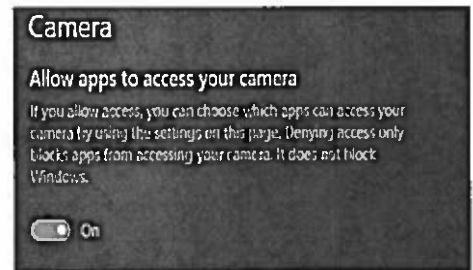 Camera
Allow apps to access your camera
If you allow access, you can choose which apps can access your
camera by using the settings on this page. Denying access only
blocks apps from accessing your camera. It does not block
Windows.
On